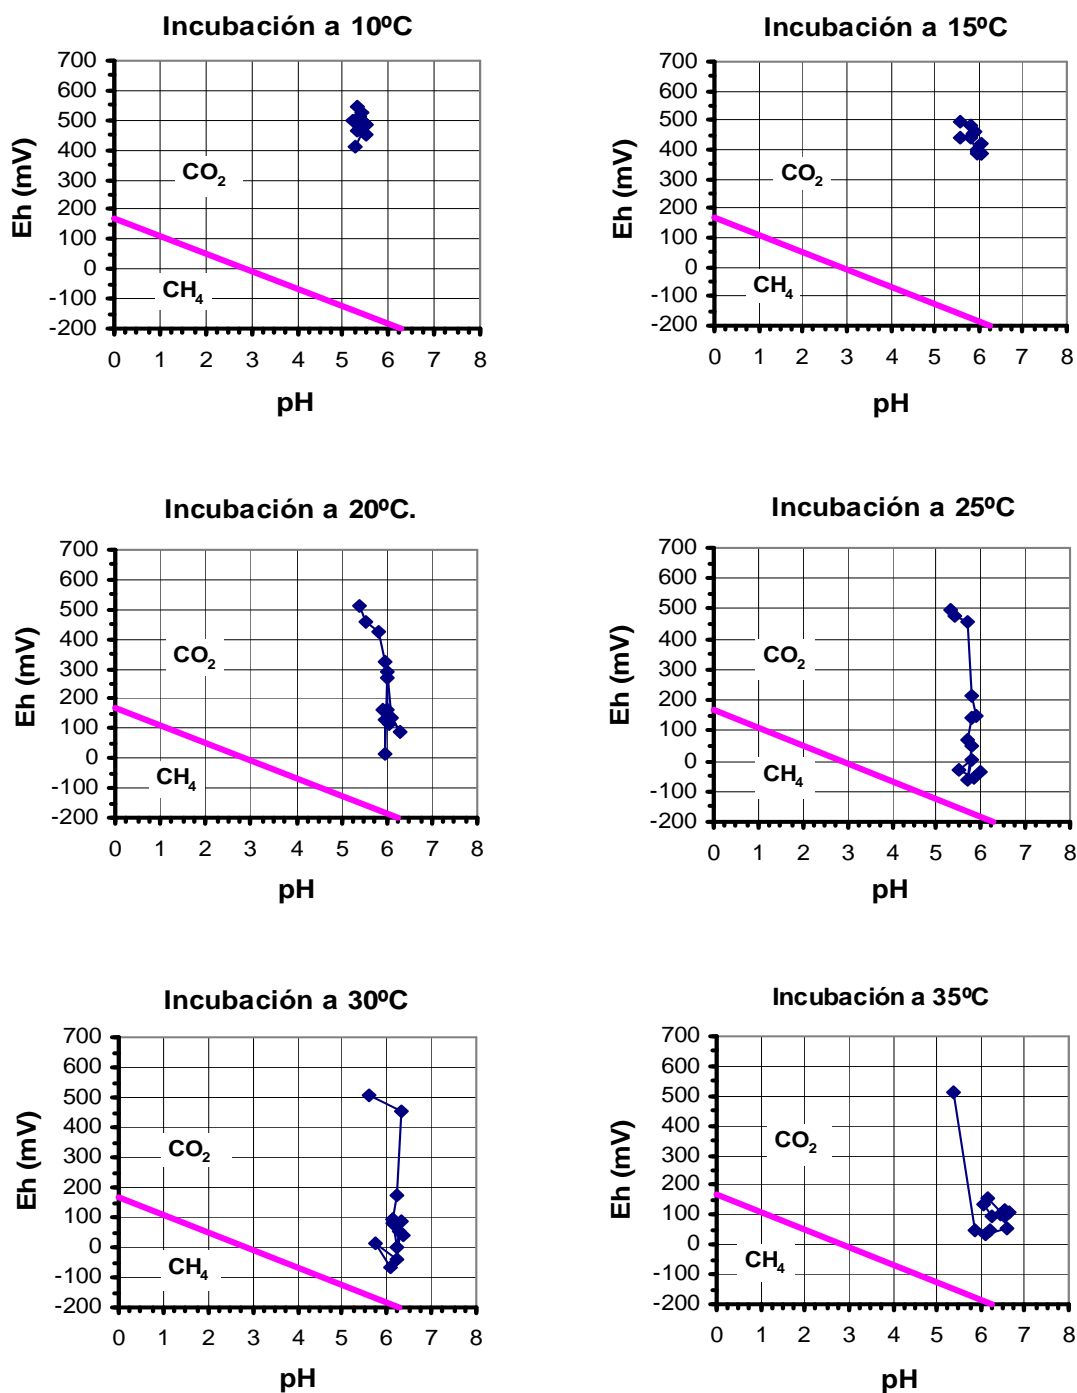 Incubación a 10ºC
700
600
500
400
300
200
100
0
-100
-200
Eh (mV)
CO2
CH4
0 1 2 3 4 5 6 7 8
pH
Incubación a 15ºC
700
600
500
400
300
200
100
0
-100
-200
Eh (mV)
CO2
CH4
0 1 2 3 4 5 6 7 8
pH
Incubación a 20ºC.
700
600
500
400
300
200
100
0
-100
-200
Eh (mV)
CO2
CH4
0 1 2 3 4 5 6 7 8
pH
Incubación a 25ºC
700
600
500
400
300
200
100
0
-100
-200
Eh (mV)
CO2
CH4
0 1 2 3 4 5 6 7 8
pH
Incubación a 30ºC
700
600
500
400
300
200
100
0
-100
-200
Eh (mV)
CO2
CH4
0 1 2 3 4 5 6 7 8
pH
Incubación a 35ºC
700
600
500
400
300
200
100
0
-100
-200
Eh (mV)
CO2
CH4
0 1 2 3 4 5 6 7 8
pH